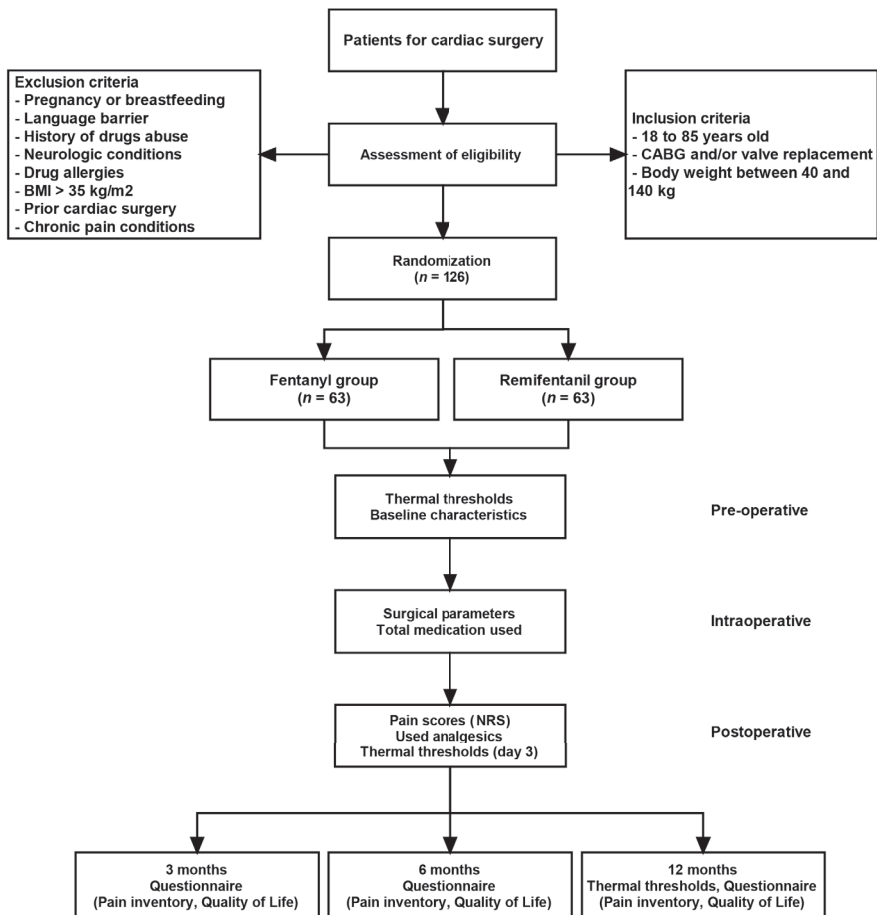 Patients for cardiac surgery
Exclusion criteria
- Pregnancy or breastfeeding
- Language barrier
- History of drugs abuse
- Neurologic conditions
- Drug allergies
- BMI > 35 kg/m2
- Prior cardiac surgery
- Chronic pain conditions
Assessment of eligibility
Inclusion criteria
- 18 to 85 years old
- CABG and/or valve replacement
- Body weight between 40 and
140 kg
Randomization
(n = 126)
Fentanyl group
(n = 63)
Remifentanil group
(n = 63)
Thermal thresholds
Baseline characteristics
Pre-operative
Surgical parameters
Total medication used
Intraoperative
Pain scores (NRS)
Used analgesics
Thermal thresholds (day 3)
Postoperative
3 months
Questionnaire
(Pain inventory, Quality of Life)
6 months
Questionnaire
(Pain inventory, Quality of Life)
12 months
Thermal thresholds, Questionnaire
(Pain inventory, Quality of Life)